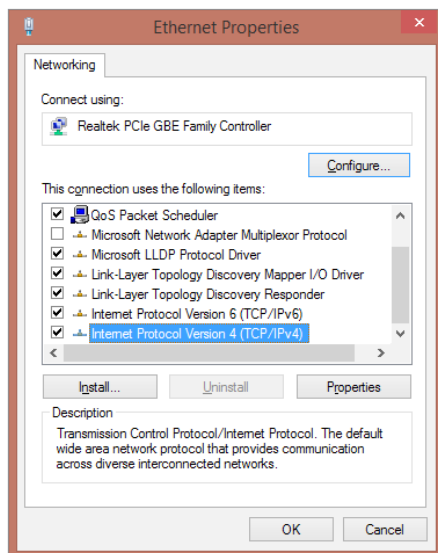 Ethernet Properties
Networking
Connect using:
Realtek PCIe GBE Family Controller
Configure...
This connection uses the following items:
QoS Packet Scheduler
Microsoft Network Adapter Multiplexor Protocol
Microsoft LLDP Protocol Driver
Link-Layer Topology Discovery Mapper I/O Driver
Link-Layer Topology Discovery Responder
Internet Protocol Version 6 (TCP/IPv6)
Internet Protocol Version 4 (TCP/IPv4)
Install... Uninstall Properties
Description
Transmission Control Protocol/Internet Protocol. The default
wide area network protocol that provides communication
across diverse interconnected networks.
OK Cancel